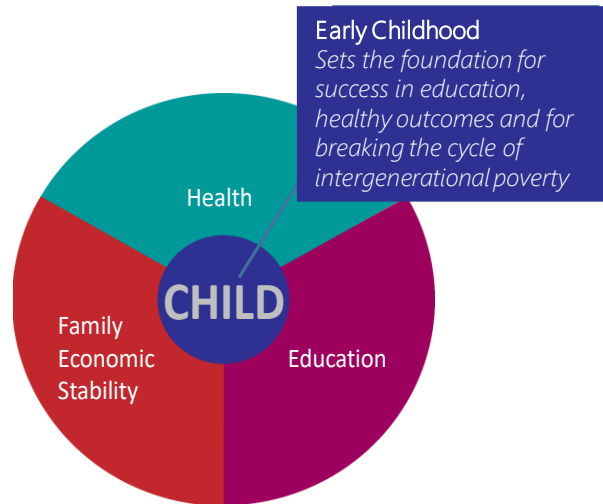 Early Childhood
Sets the foundation for
success in education,
healthy outcomes and for
breaking the cycle of
intergenerational poverty
Health
CHILD
Family
Economic
Stability
Education